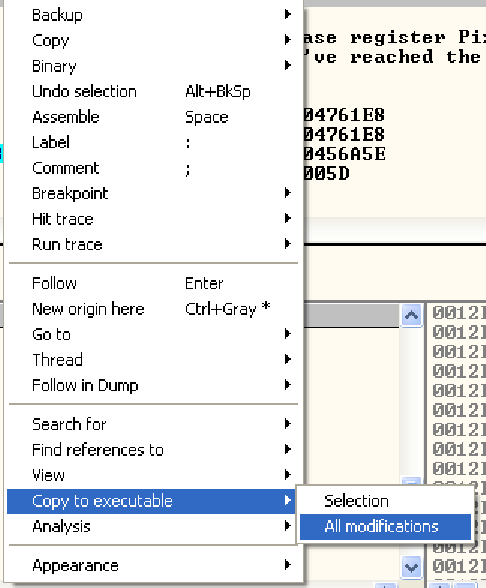 Backup
Copy
Binary
Undo selection Alt+BkSp
Assemble Space
Label :
Comment ;
Breakpoint
Hit trace
Run trace
Follow Enter
New origin here Ctrl+Gray *
Go to
Thread
Follow in Dump
Search for
Find references to
View
Copy to executable
Analysis
Appearance
Selection
All modifications
ase register Pi
've reached the
04761E8
04761E8
0456A5E
005D
0012
0012
0012
0012
0012
0012
0012
0012
0012
0012
0012
0012
0012
0012